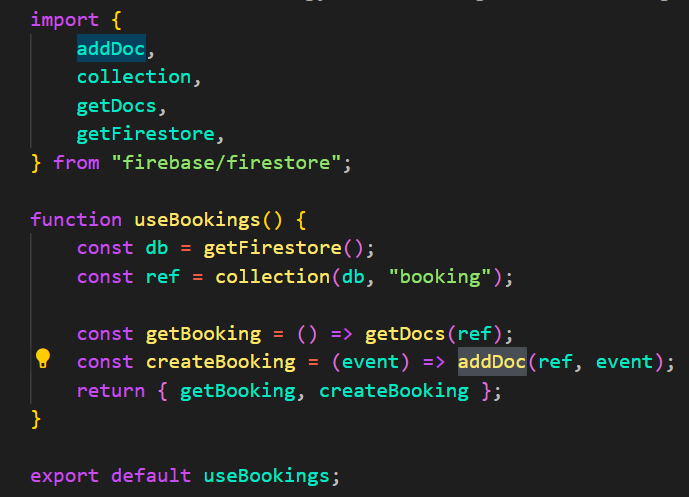 import {
    addDoc,
    collection,
    getDocs,
    getFirestore,
} from "firebase/firestore";

function useBookings() {
    const db = getFirestore();
    const ref = collection(db, "booking");

    const getBooking = () => getDocs(ref);
    const createBooking = (event) => addDoc(ref, event);
    return { getBooking, createBooking };
}

export default useBookings;